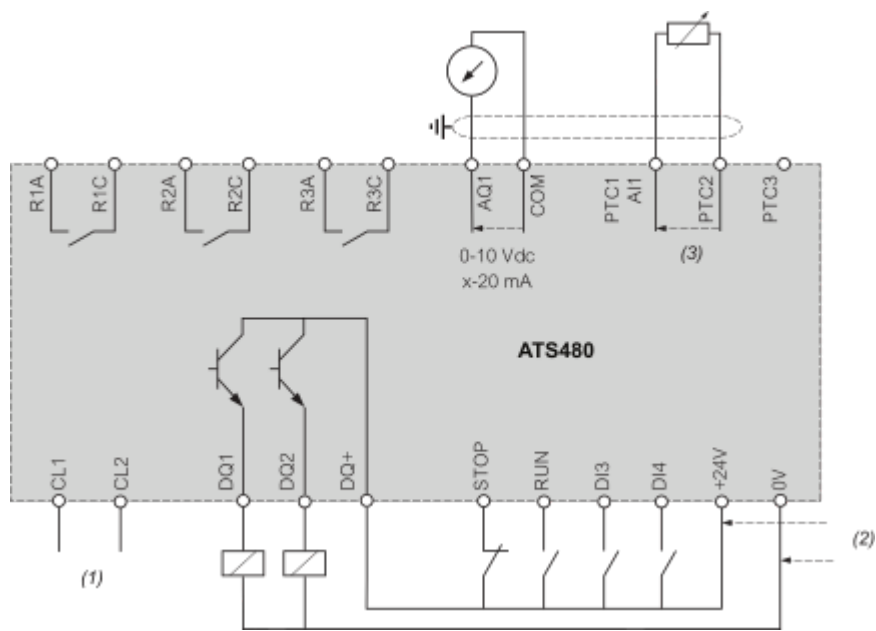 R1A
R1C
R2A
R2C
R3A
R3C
AQ1
COM
PTC1
AI1
PTC2
PTC3
0-10 Vdc
x-20 mA
(3)
ATS480
CL1
CL2
DQ1
DQ2
DQ+
STOP
RUN
DI3
DI4
+24V
0V
(1)
(2)